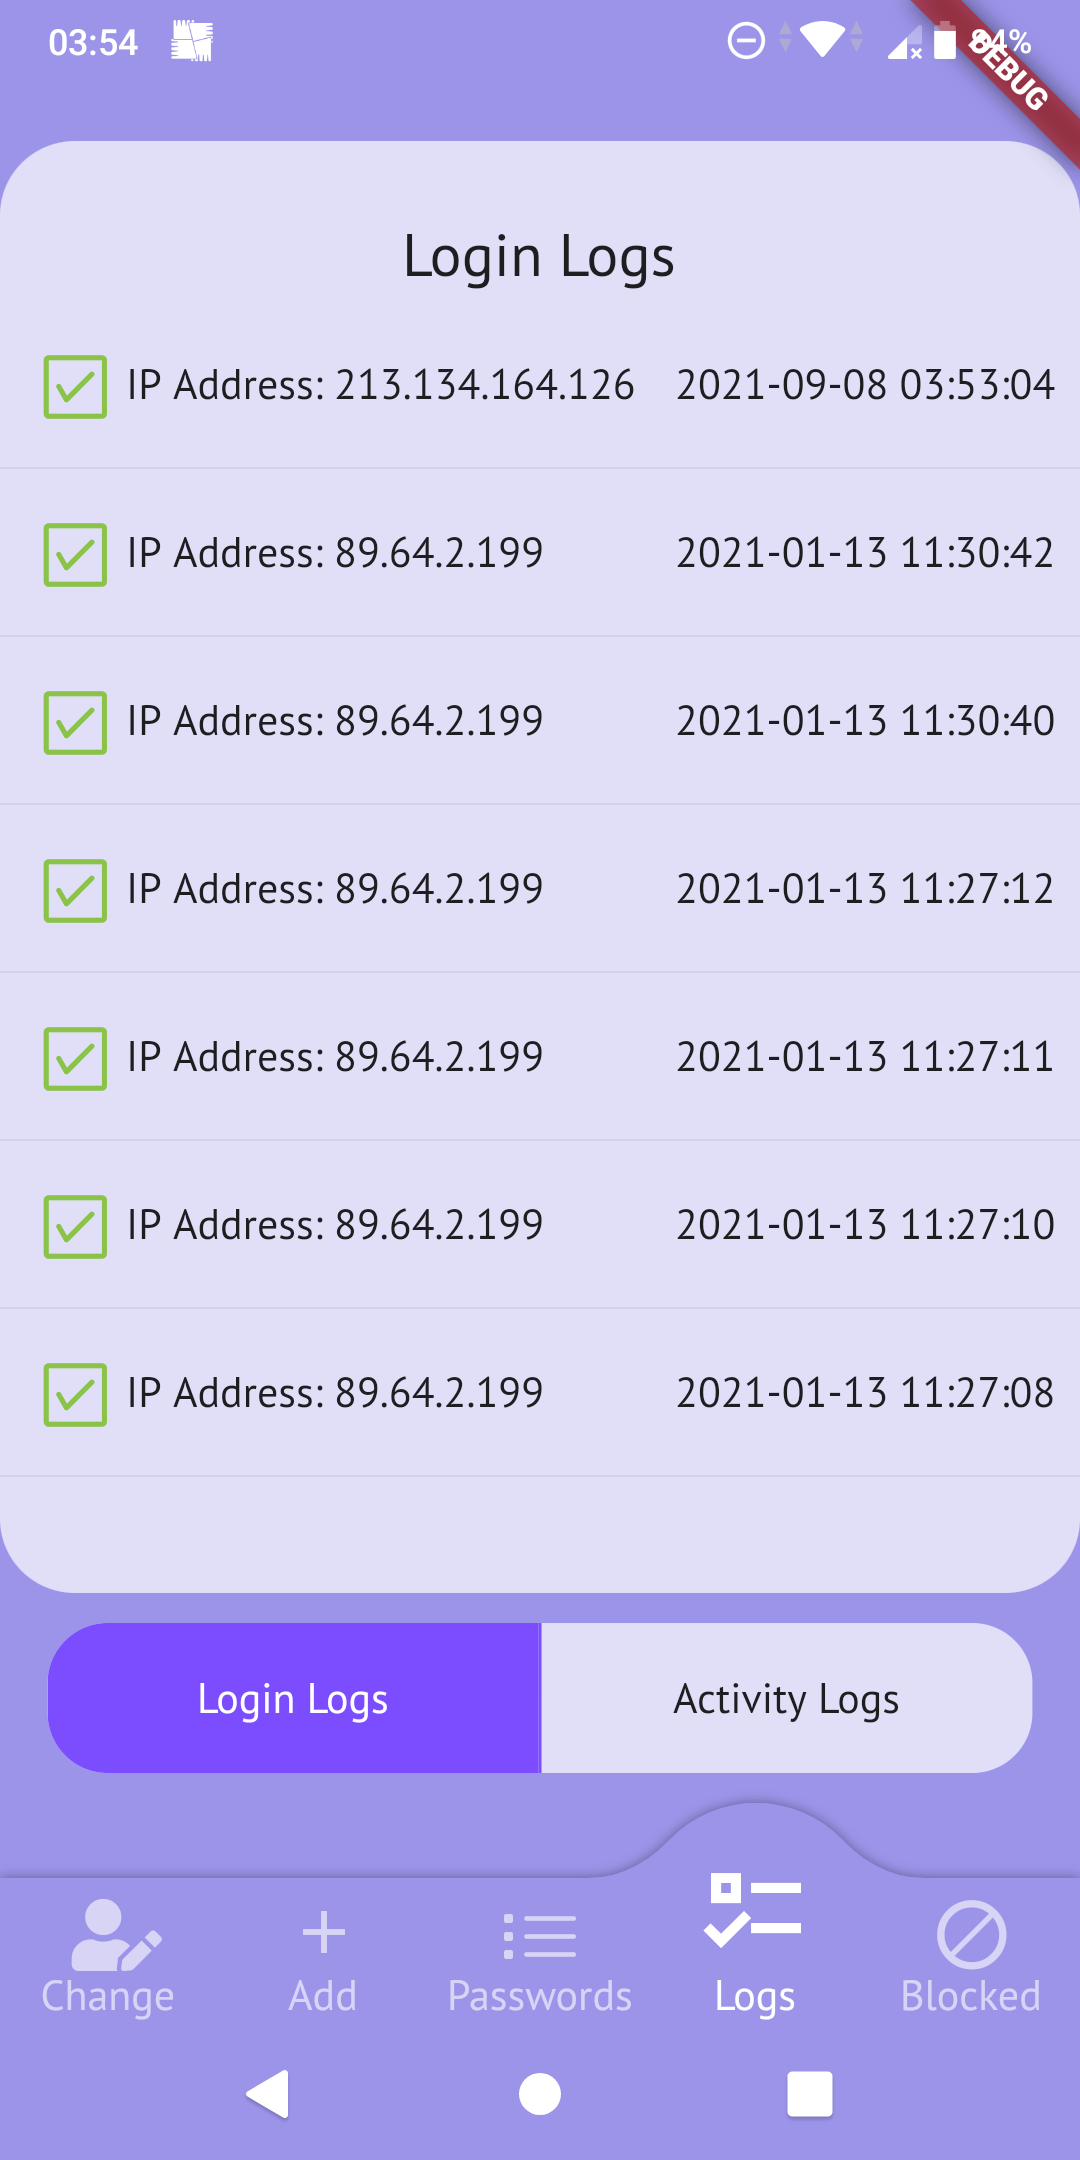 03:54
94%
DEBUG
Login Logs
IP Address: 213.134.164.126 2021-09-08 03:53:04
IP Address: 89.64.2.199 2021-01-13 11:30:42
IP Address: 89.64.2.199 2021-01-13 11:30:40
IP Address: 89.64.2.199 2021-01-13 11:27:12
IP Address: 89.64.2.199 2021-01-13 11:27:11
IP Address: 89.64.2.199 2021-01-13 11:27:10
IP Address: 89.64.2.199 2021-01-13 11:27:08
Login Logs Activity Logs
Change Add Passwords Logs Blocked